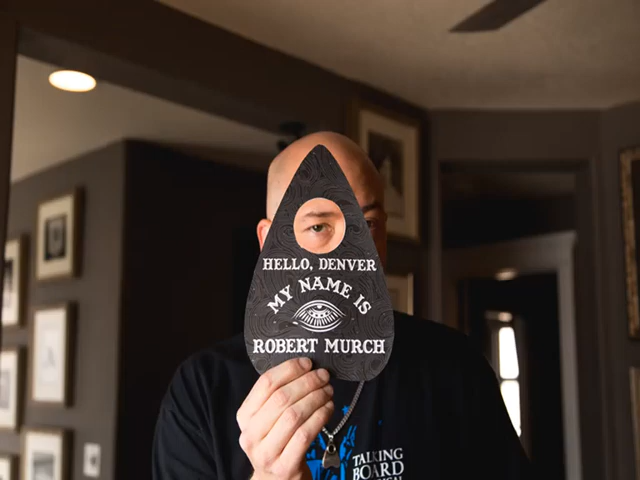 HELLO, DENVER
MY NAME IS
ROBERT MURCH
TALKING
BOARD